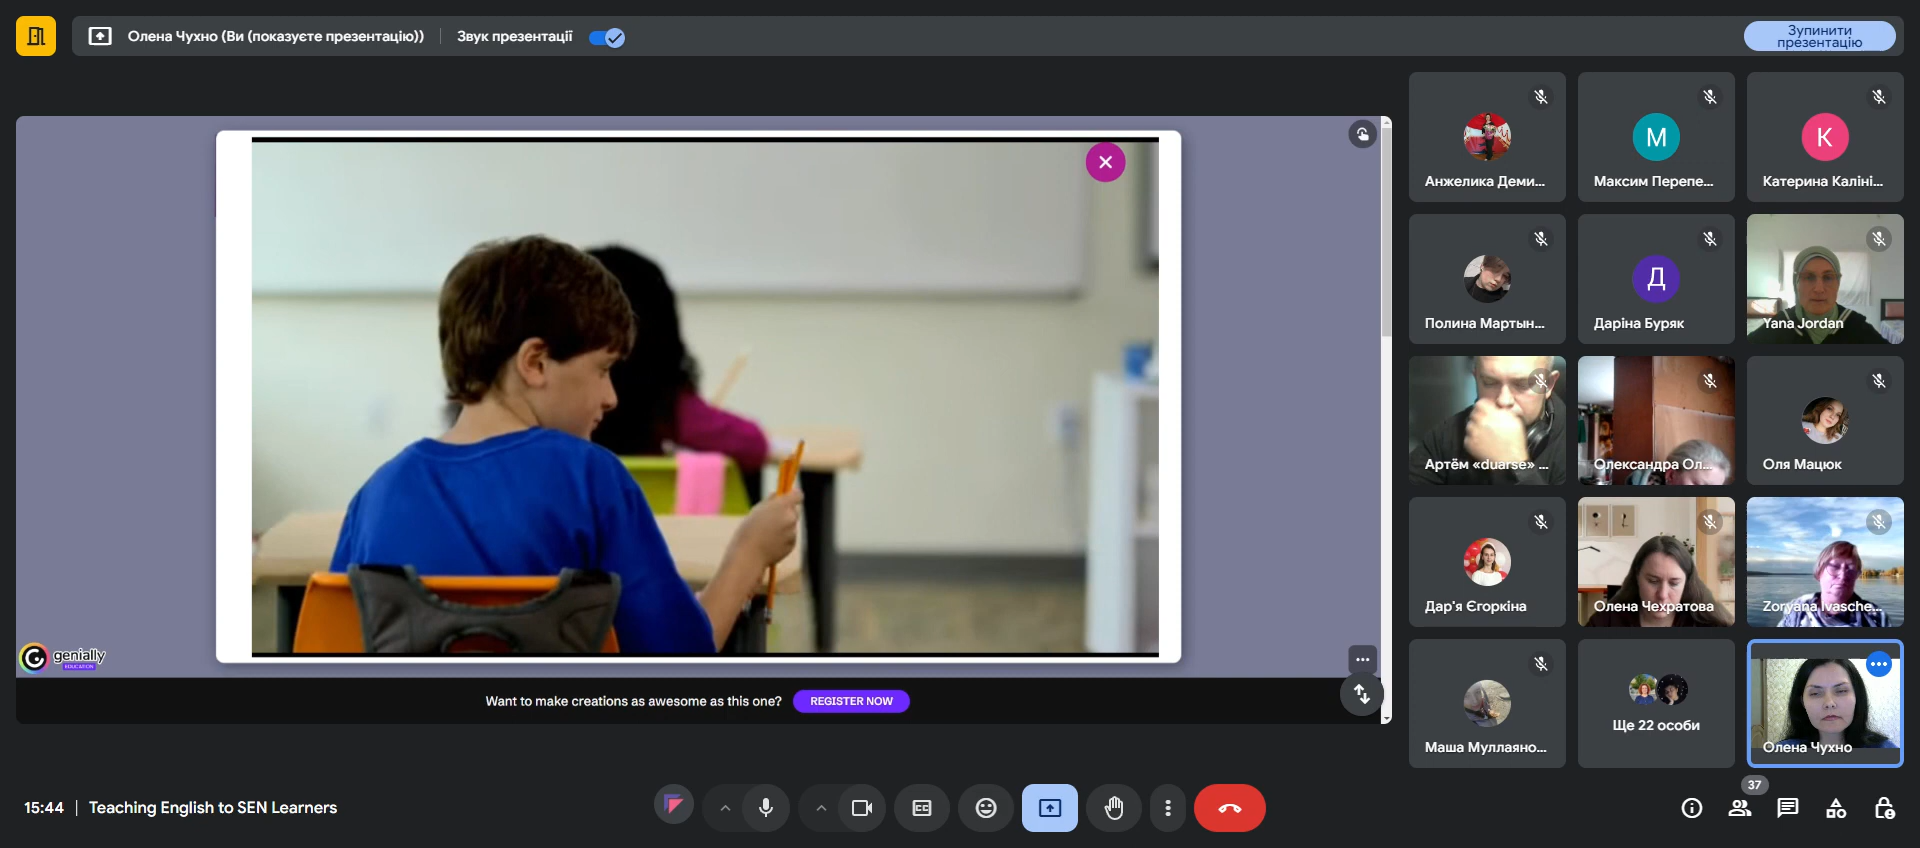 Олена Чухно (Ви (показуєте презентацію))
Звук презентації
Зупинити
презентацію
Анжелика Деми...
M
Максим Перепе...
K
Катерина Каліні...
Полина Мартын...
Д
Даріна Буряк
Yana Jordan
Артём «duarse» ...
Олександра Ол...
Оля Мацюк
Дар'я Єгоркіна
Олена Чехратова
Zoryana Ivasche...
Маша Муллаяно...
Ще 22 особи
Олена Чухно
genially
EDUCATION
Want to make creations as awesome as this one?
REGISTER NOW
15:44 | Teaching English to SEN Learners
CC
37